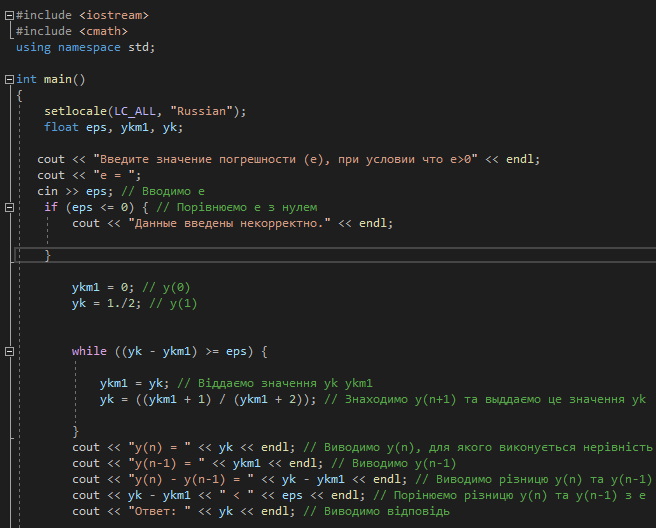 #include <iostream>
#include <cmath>
using namespace std;
int main()
{
setlocale(LC_ALL, "Russian");
float eps, ykm1, yk;
cout << "Введите значение погрешности (е), при условии что е>0" << endl;
cout << "e = ";
cin >> eps; // Вводимо е
if (eps <= 0) { // Порівнюємо е з нулем
cout << "Данные введены некорректно." << endl;
}
ykm1 = 0; // y(0)
yk = 1./2; // y(1)
while ((yk - ykm1) >= eps) {
ykm1 = yk; // Віддаємо значення yk ykm1
yk = ((ykm1 + 1) / (ykm1 + 2)); // Знаходимо y(n+1) та выддаємо це значення yk
}
cout << "y(n) = " << yk << endl; // Виводимо y(n), для якого виконується нерівність
cout << "y(n-1) = " << ykm1 << endl; // Виводимо y(n-1)
cout << "y(n) - y(n-1) = " << yk - ykm1 << endl; // Виводимо різницю y(n) та y(n-1)
cout << yk - ykm1 << " < " << eps << endl; // Порінюємо різницю y(n) та y(n-1) з е
cout << "Ответ: " << yk << endl; // Виводимо відповідь